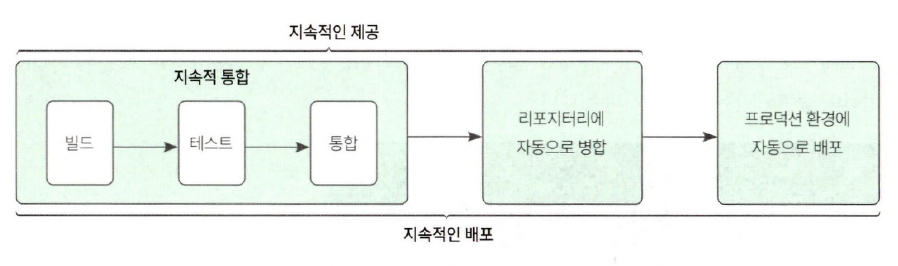 지속적인 제공
지속적 통합
빌드
테스트
통합
리포지터리에
자동으로 병합
프로덕션 환경에
자동으로 배포
지속적인 배포